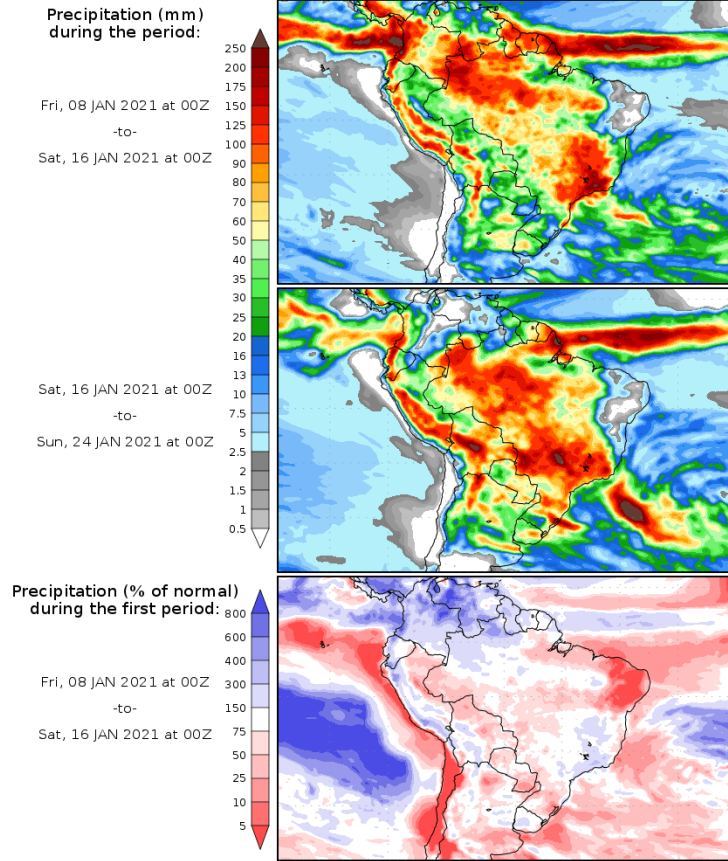 Precipitation (mm)
during the period:
Fri, 08 JAN 2021 at 00Z
-to-
Sat, 16 JAN 2021 at 00Z
250
200
175
150
125
100
90
80
70
60
50
40
35
30
25
20
16
13
10
7.5
5
2.5
2
1.5
1
0.5
Sat, 16 JAN 2021 at 00Z
-to-
Sun, 24 JAN 2021 at 00Z
Precipitation (% of normal)
during the first period:
Fri, 08 JAN 2021 at 00Z
-to-
Sat, 16 JAN 2021 at 00Z
800
600
400
300
150
75
50
25
10
5